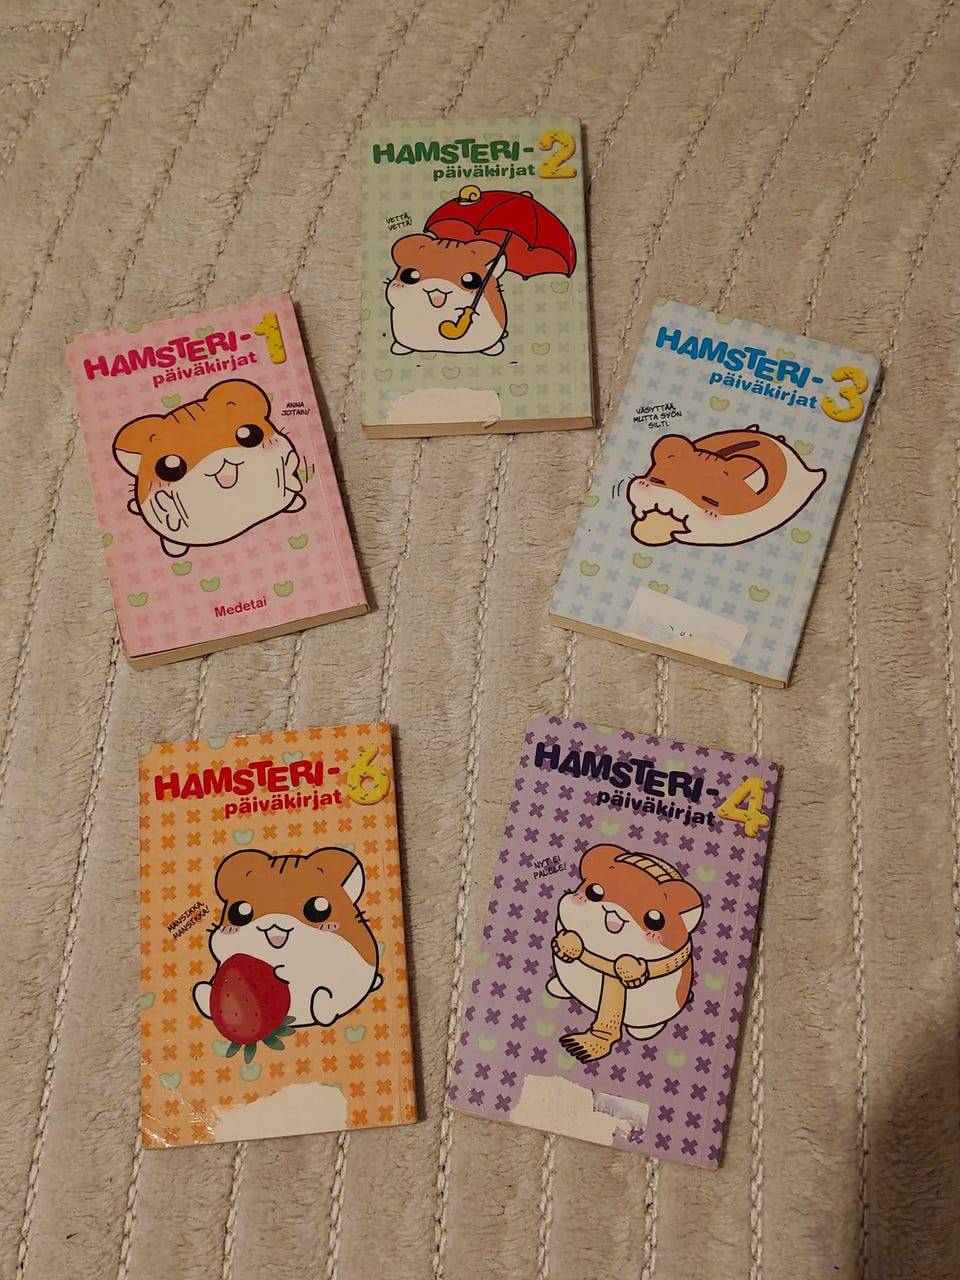 HAMSTERI-2
päiväkirjat
VETTÄ,
VETTÄ!
HAMSTERI-1
päiväkirjat
ANNA
JOTAIN!
Medetai
HAMSTERI-3
päiväkirjat
VÄSYTTÄÄ,
MUTTA SYÖN
SILTI.
HAMSTERI-6
päiväkirjat
MANSIKKA,
MANSIKKA!
HAMSTERI-4
päiväkirjat
NYT EI
PALELE!